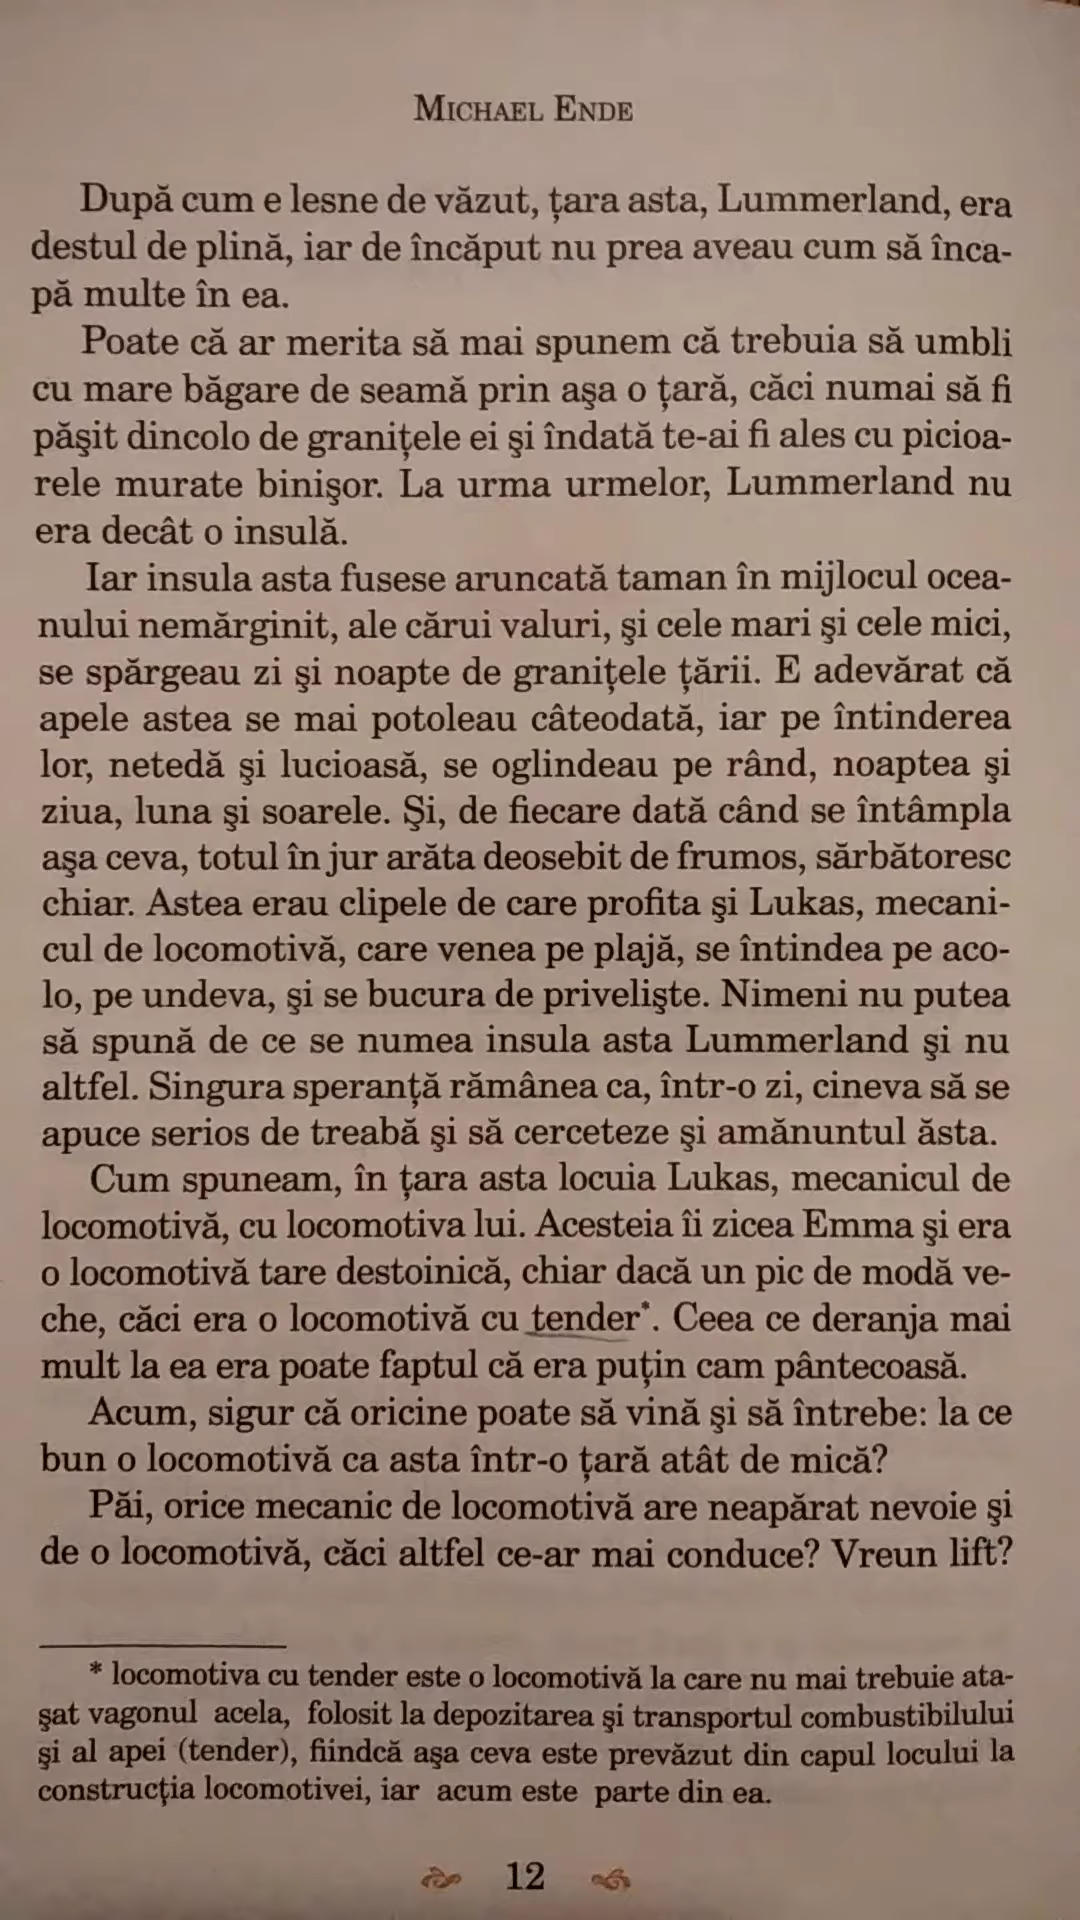 MICHAEL ENDE
După cum e lesne de văzut, ţara asta, Lummerland, era
destul de plină, iar de încăput nu prea aveau cum să înca-
pă multe în ea.
Poate că ar merita să mai spunem că trebuia să umbli
cu mare băgare de seamă prin aşa o ţară, căci numai să fi
păşit dincolo de graniţele ei şi îndată te-ai fi ales cu picioa-
rele murate binişor. La urma urmelor, Lummerland nu
era decât o insulă.
Iar insula asta fusese aruncată taman în mijlocul ocea-
nului nemărginit, ale cărui valuri, şi cele mari şi cele mici,
se spărgeau zi şi noapte de graniţele ţării. E adevărat că
apele astea se mai potoleau câteodată, iar pe întinderea
lor, netedă şi lucioasă, se oglindeau pe rând, noaptea şi
ziua, luna şi soarele. Şi, de fiecare dată când se întâmpla
aşa ceva, totul în jur arăta deosebit de frumos, sărbătoresc
chiar. Astea erau clipele de care profita şi Lukas, mecani-
cul de locomotivă, care venea pe plajă, se întindea pe aco-
lo, pe undeva, şi se bucura de privelişte. Nimeni nu putea
să spună de ce se numea insula asta Lummerland şi nu
altfel. Singura speranţă rămânea ca, într-o zi, cineva să se
apuce serios de treabă şi să cerceteze şi amănuntul ăsta.
Cum spuneam, în ţara asta locuia Lukas, mecanicul de
locomotivă, cu locomotiva lui. Acesteia îi zicea Emma şi era
o locomotivă tare destoinică, chiar dacă un pic de modă ve-
che, căci era o locomotivă cu tender*. Ceea ce deranja mai
mult la ea era poate faptul că era puţin cam pântecoasă.
Acum, sigur că oricine poate să vină şi să întrebe: la ce
bun o locomotivă ca asta într-o ţară atât de mică?
Păi, orice mecanic de locomotivă are neapărat nevoie şi
de o locomotivă, căci altfel ce-ar mai conduce? Vreun lift?
* locomotiva cu tender este o locomotivă la care nu mai trebuie ata-
şat vagonul acela, folosit la depozitarea şi transportul combustibilului
şi al apei (tender), fiindcă aşa ceva este prevăzut din capul locului la
construcţia locomotivei, iar acum este parte din ea.
12